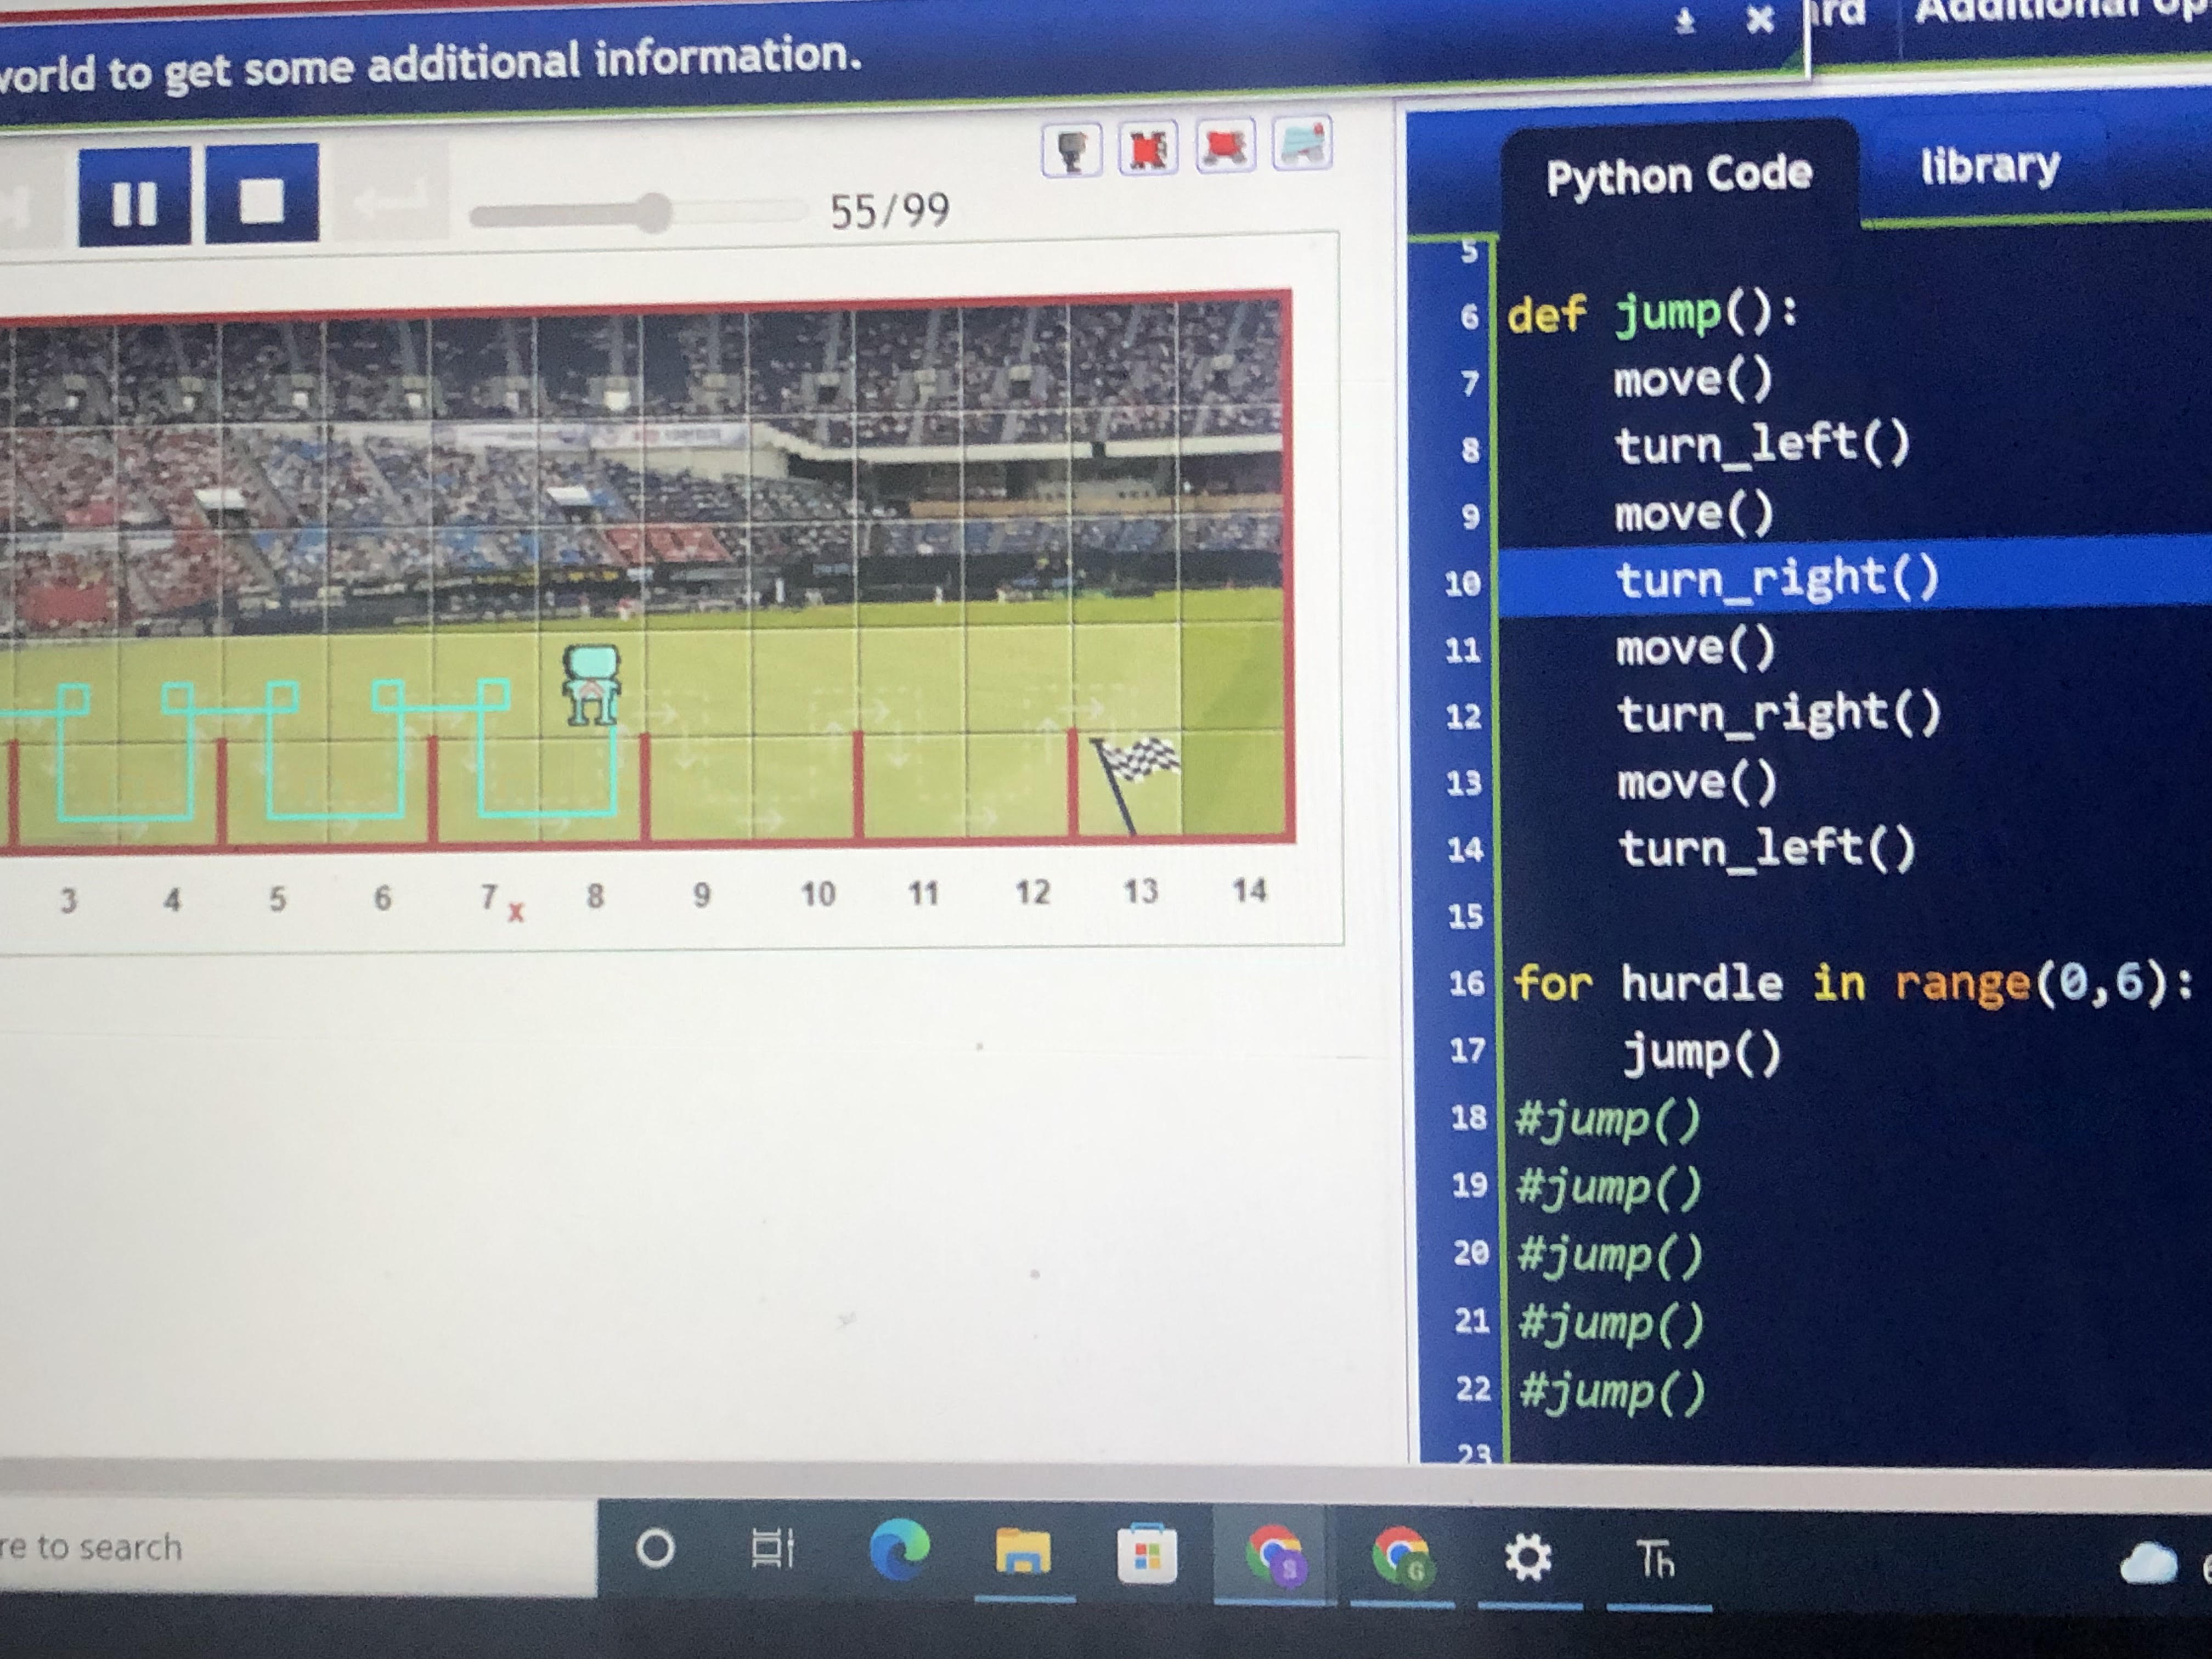 world to get some additional information.
Additional
55/99
Python Code
library
5
6 def jump():
7 move()
8 turn_left()
9 move()
10 turn_right()
11 move()
12 turn_right()
13 move()
14 turn_left()
15
16 for hurdle in range(0,6):
17 jump()
18 #jump()
19 #jump()
20 #jump()
21 #jump()
22 #jump()
23
3 4 5 6 7 x 8 9 10 11 12 13 14
re to search
S
G
Th